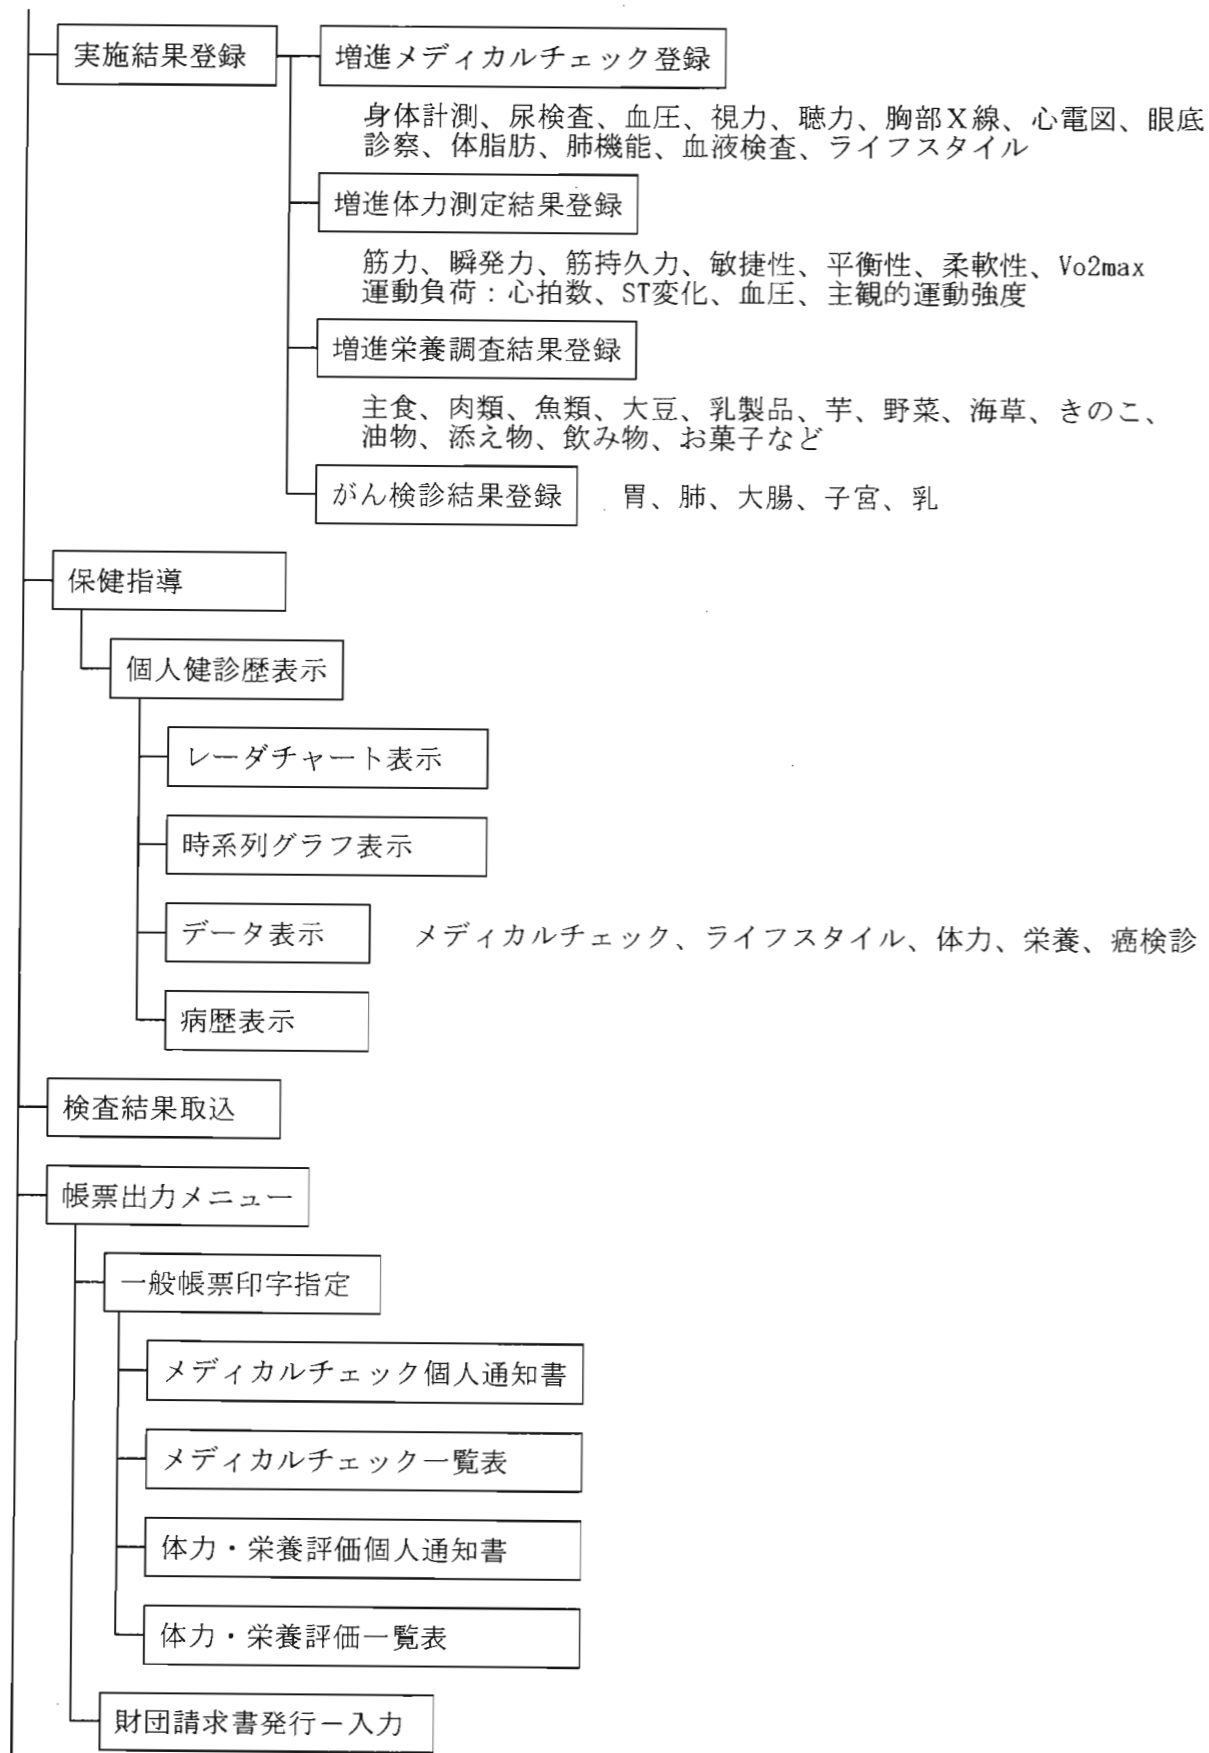 実施結果登録
増進メディカルチェック登録
身体計測、尿検査、血圧、視力、聴力、胸部X線、心電図、眼底
診察、体脂肪、肺機能、血液検査、ライフスタイル
増進体力測定結果登録
筋力、瞬発力、筋持久力、敏捷性、平衡性、柔軟性、Vo2max
運動負荷：心拍数、ST変化、血圧、主観的運動強度
増進栄養調査結果登録
主食、肉類、魚類、大豆、乳製品、芋、野菜、海草、きのこ、
油物、添え物、飲み物、お菓子など
がん検診結果登録 胃、肺、大腸、子宮、乳
保健指導
個人健診歴表示
レーダチャート表示
時系列グラフ表示
データ表示 メディカルチェック、ライフスタイル、体力、栄養、癌検診
病歴表示
検査結果取込
帳票出力メニュー
一般帳票印字指定
メディカルチェック個人通知書
メディカルチェック一覧表
体力・栄養評価個人通知書
体力・栄養評価一覧表
財団請求書発行－入力